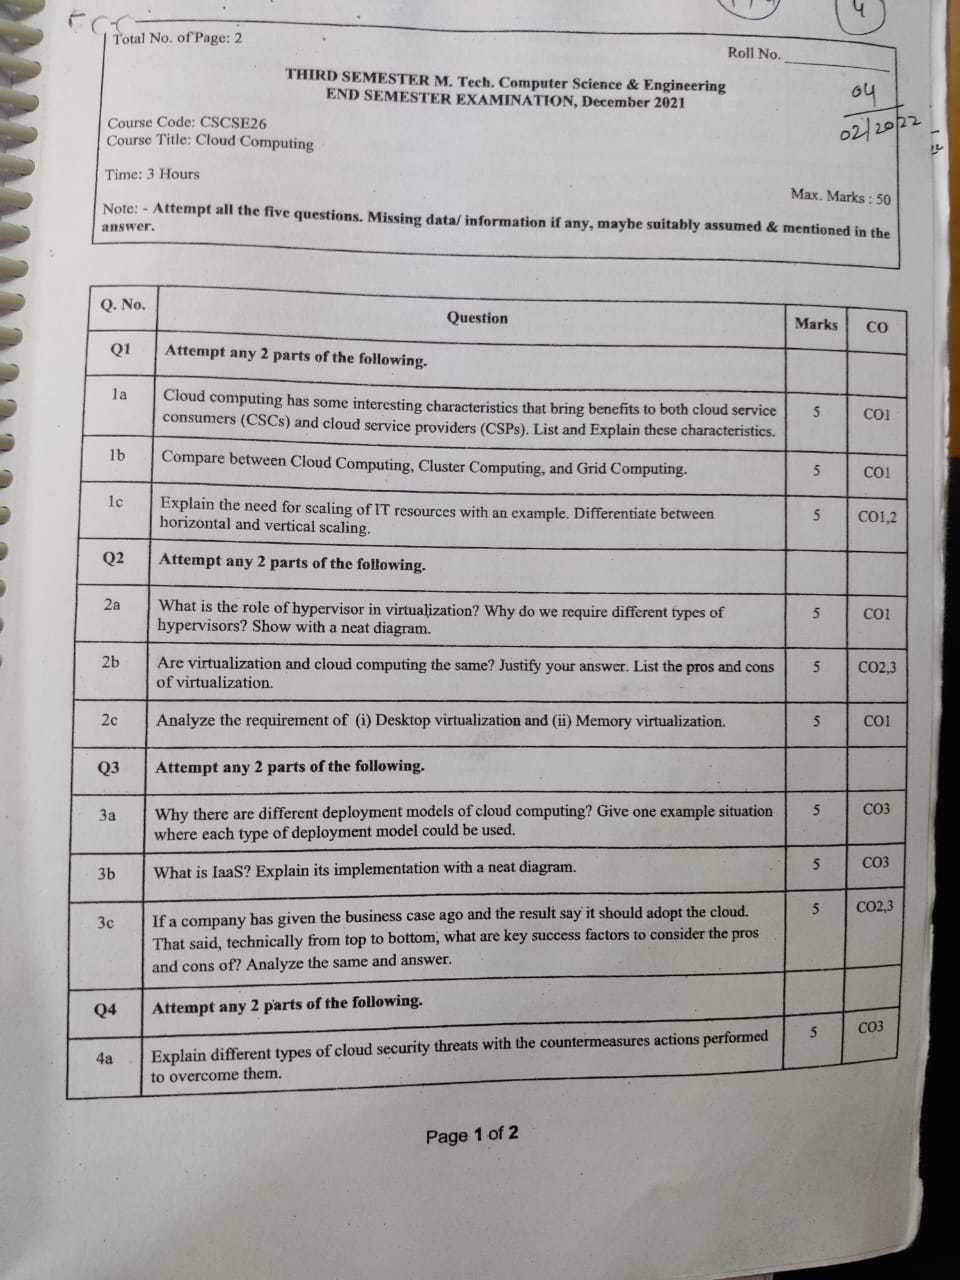 Total No. of Page: 2
Roll No.
THIRD SEMESTER M. Tech. Computer Science & Engineering
END SEMESTER EXAMINATION, December 2021
04
02/2022
Course Code: CSCSE26
Course Title: Cloud Computing
Time: 3 Hours
Max. Marks : 50
Note: - Attempt all the five questions. Missing data/ information if any, maybe suitably assumed & mentioned in the
answer.
Q. No. Question Marks CO
Q1 Attempt any 2 parts of the following.
1a Cloud computing has some interesting characteristics that bring benefits to both cloud service 5 CO1
consumers (CSCs) and cloud service providers (CSPs). List and Explain these characteristics.
1b Compare between Cloud Computing, Cluster Computing, and Grid Computing. 5 CO1
1c Explain the need for scaling of IT resources with an example. Differentiate between 5 CO1,2
horizontal and vertical scaling.
Q2 Attempt any 2 parts of the following.
2a What is the role of hypervisor in virtualization? Why do we require different types of 5 CO1
hypervisors? Show with a neat diagram.
2b Are virtualization and cloud computing the same? Justify your answer. List the pros and cons 5 CO2,3
of virtualization.
2c Analyze the requirement of (i) Desktop virtualization and (ii) Memory virtualization. 5 CO1
Q3 Attempt any 2 parts of the following.
3a Why there are different deployment models of cloud computing? Give one example situation 5 CO3
where each type of deployment model could be used.
3b What is IaaS? Explain its implementation with a neat diagram. 5 CO3
3c If a company has given the business case ago and the result say it should adopt the cloud. 5 CO2,3
That said, technically from top to bottom, what are key success factors to consider the pros
and cons of? Analyze the same and answer.
Q4 Attempt any 2 parts of the following.
4a Explain different types of cloud security threats with the countermeasures actions performed 5 CO3
to overcome them.
Page 1 of 2